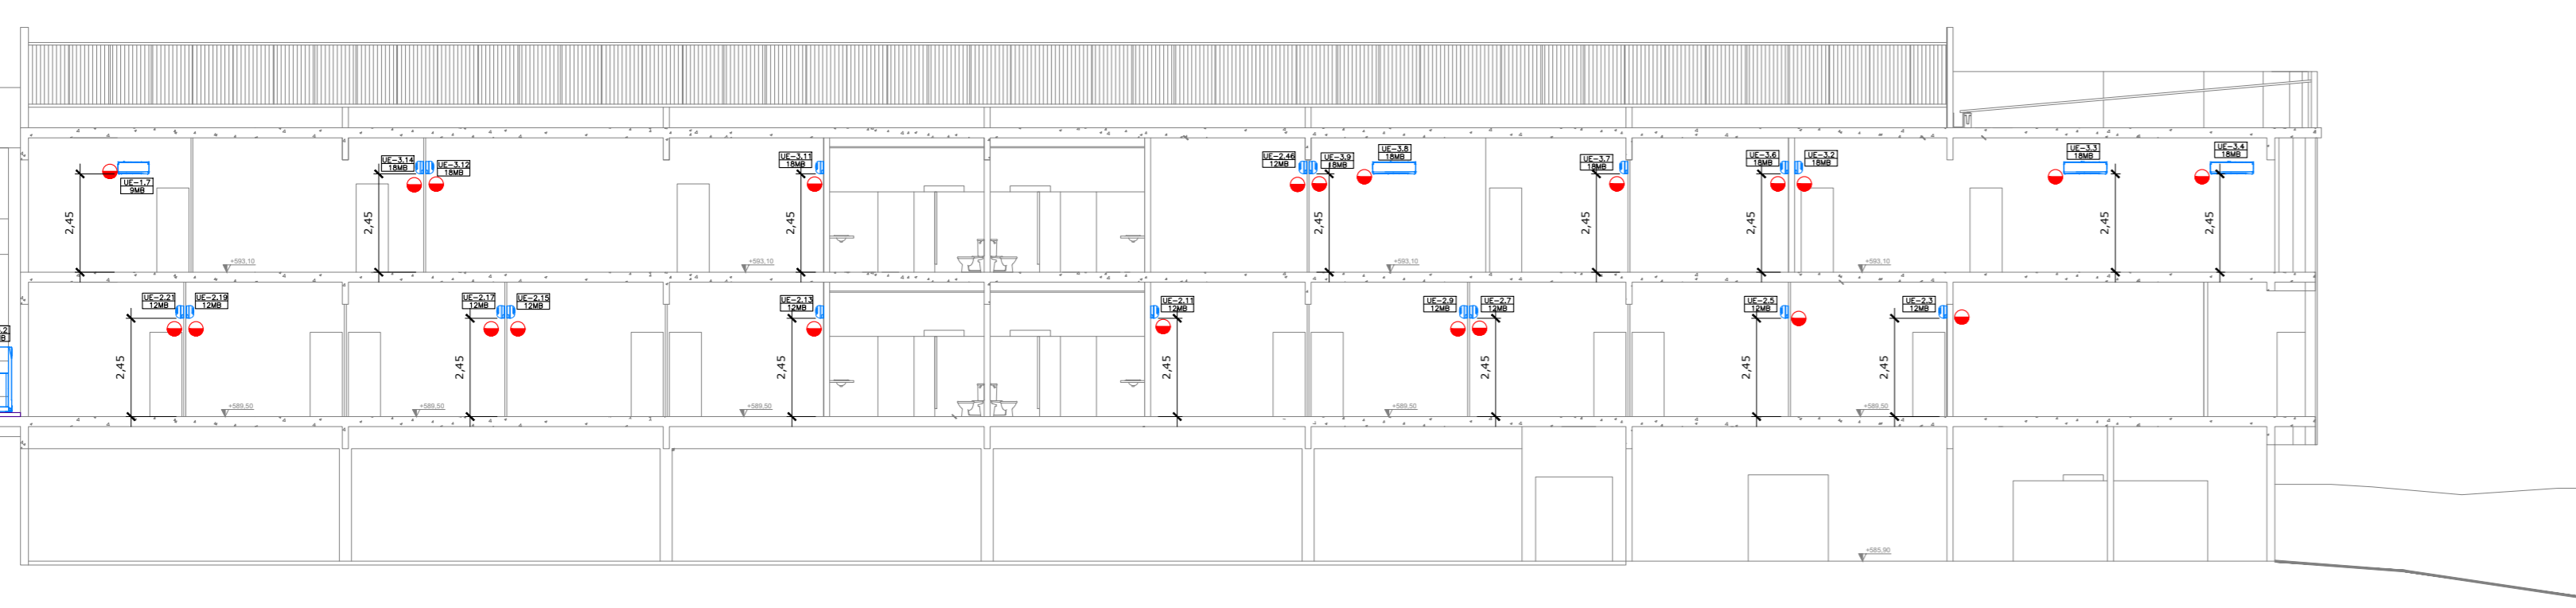 UE-1.7
9MB
UE-3.14
18MB
UE-3.12
18MB
UE-3.11
18MB
UE-2.46
12MB
UE-3.9
18MB
UE-3.8
18MB
UE-3.7
18MB
UE-3.6
18MB
UE-3.2
18MB
UE-3.3
18MB
UE-3.4
18MB
2,45
2,45
2,45
2,45
2,45
2,45
2,45
2,45
+593,10
+593,10
+593,10
+593,10
UE-2.21
12MB
UE-2.19
12MB
UE-2.17
12MB
UE-2.15
12MB
UE-2.13
12MB
UE-2.11
12MB
UE-2.9
12MB
UE-2.7
12MB
UE-2.5
12MB
UE-2.3
12MB
2,45
2,45
2,45
2,45
2,45
2,45
2,45
+589,50
+589,50
+589,50
+589,50
+589,50
+585,90